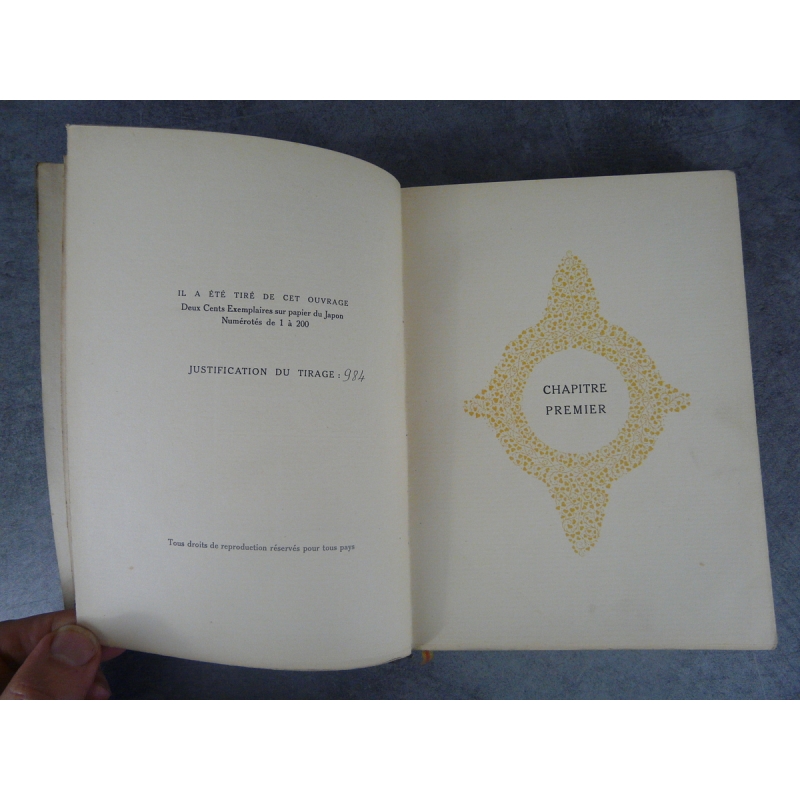 IL A ÉTÉ TIRÉ DE CET OUVRAGE
Deux Cents Exemplaires sur papier du Japon
Numérotés de 1 à 200
JUSTIFICATION DU TIRAGE : 984
Tous droits de reproduction réservés pour tous pays
CHAPITRE
PREMIER